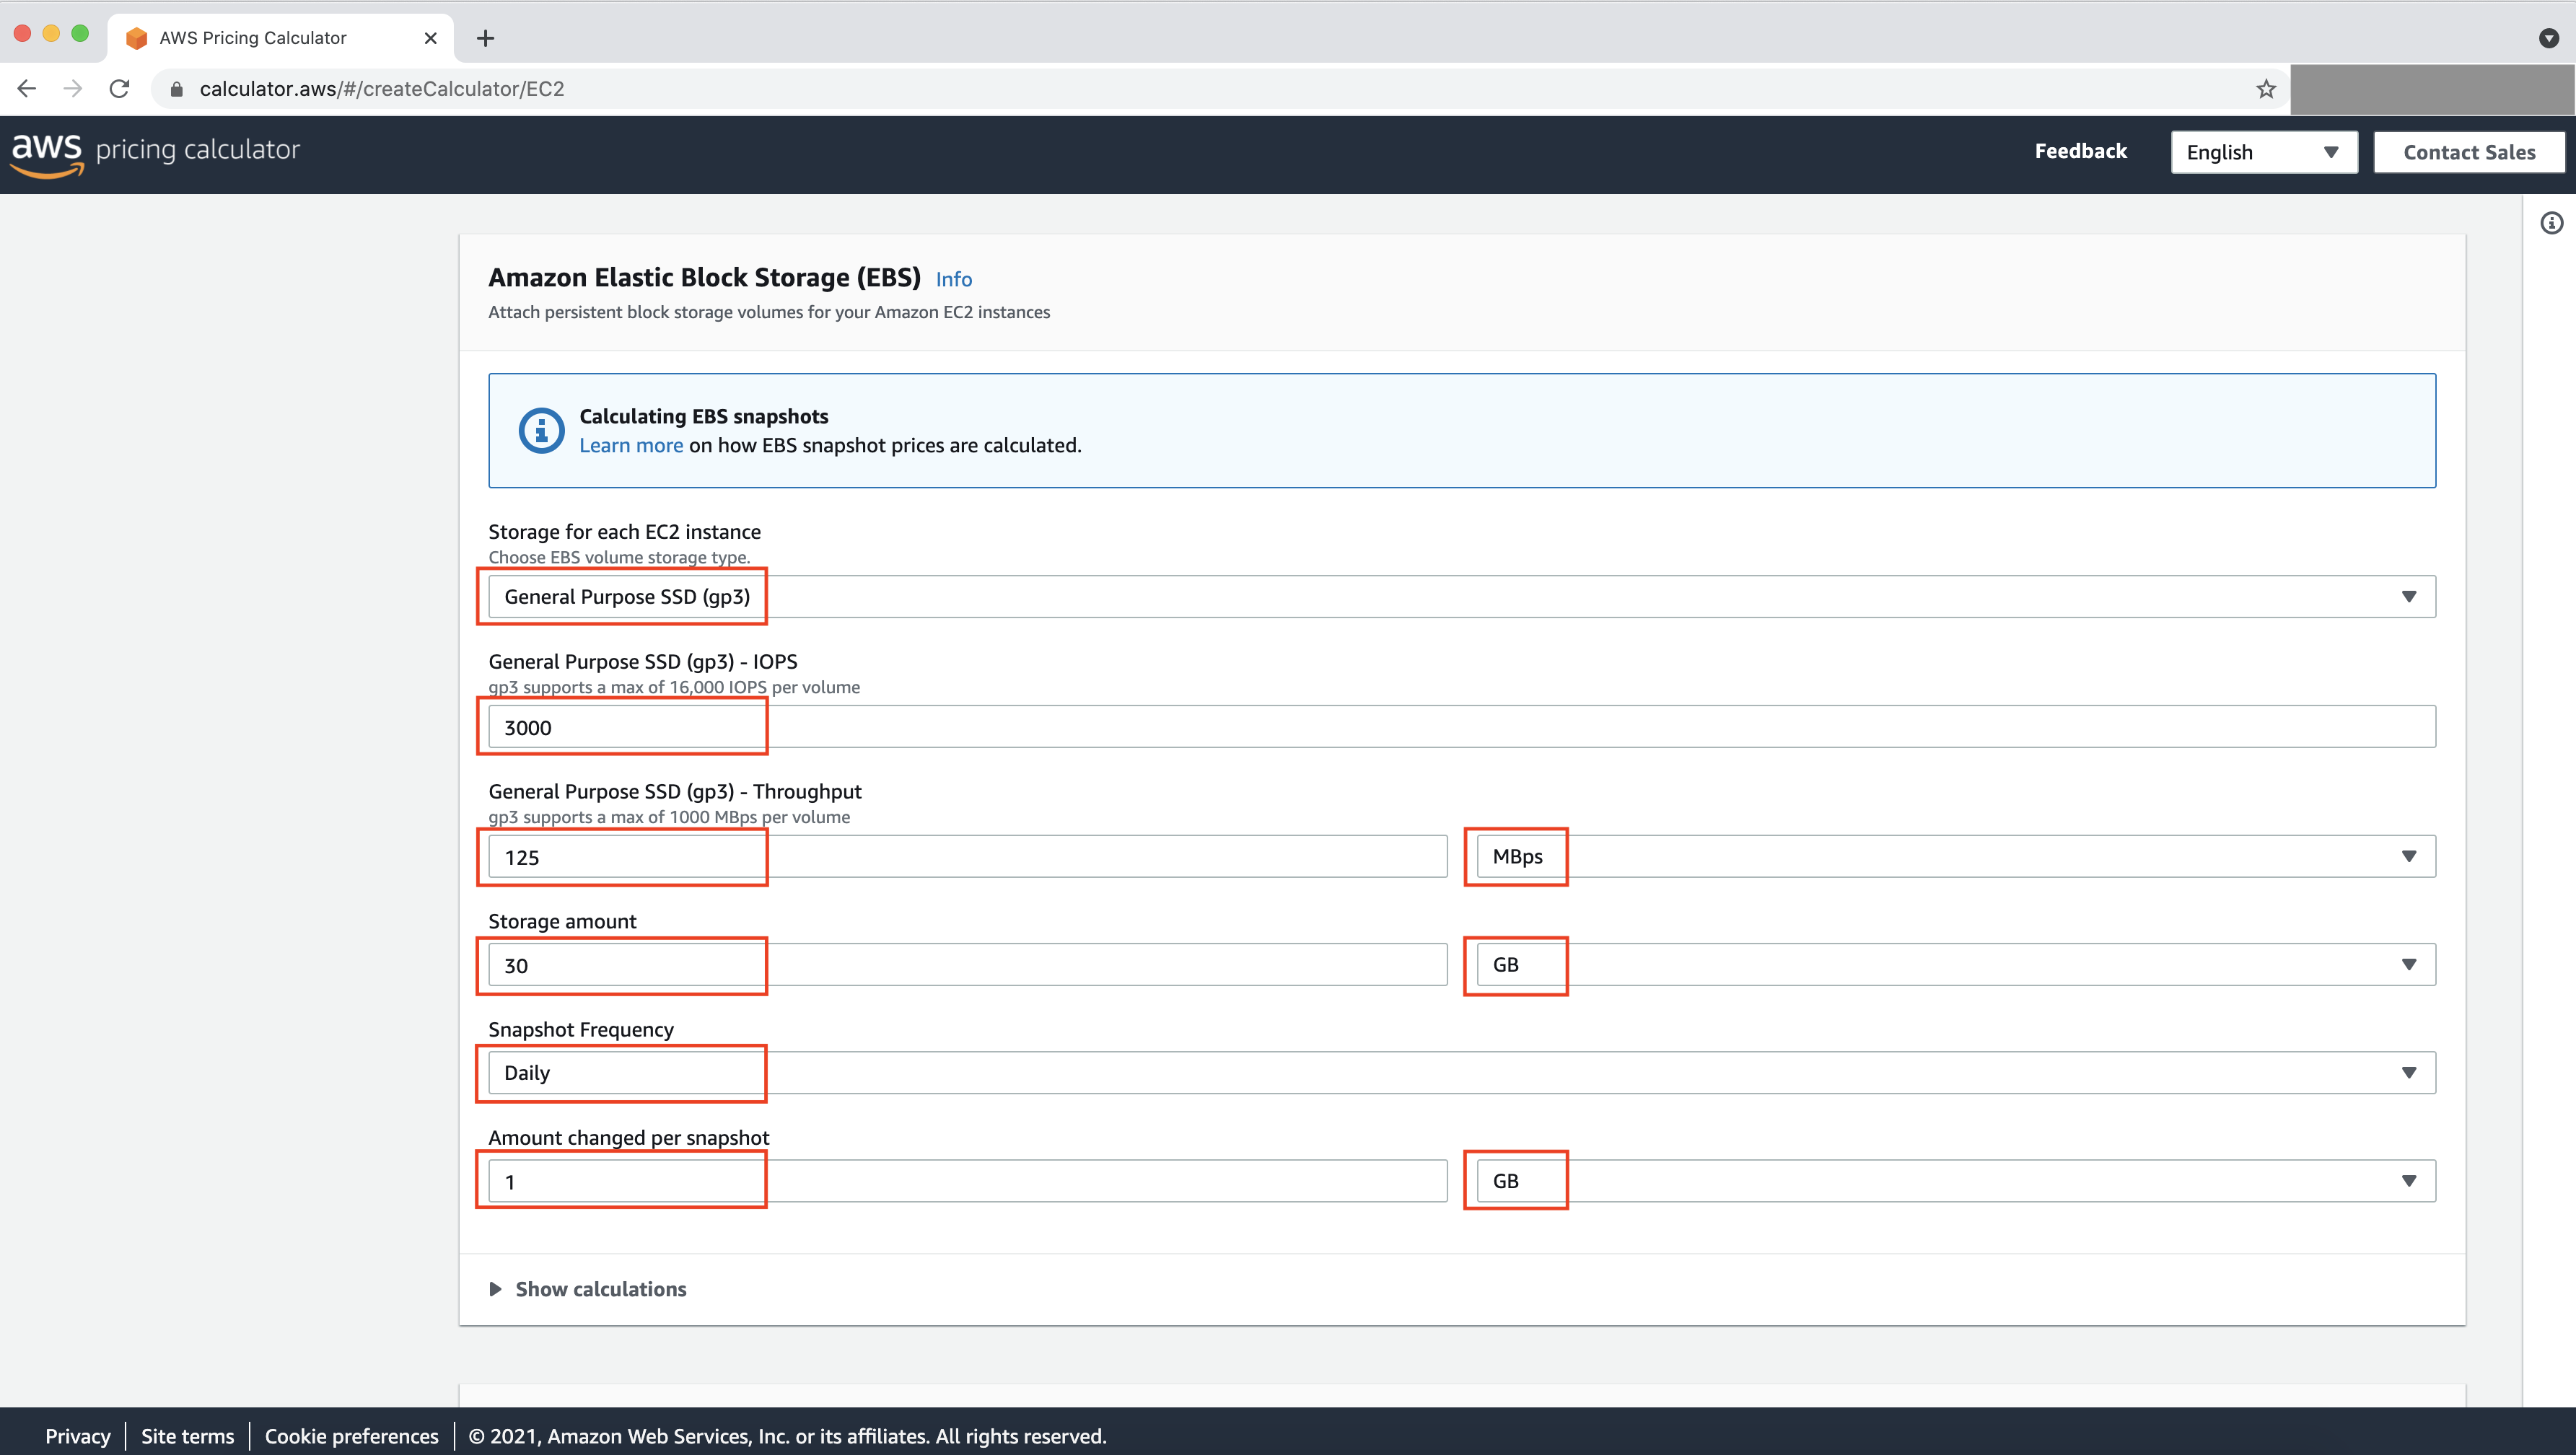 AWS Pricing Calculator
calculator.aws/#/createCalculator/EC2
aws pricing calculator
Feedback
English
Contact Sales
Amazon Elastic Block Storage (EBS) Info
Attach persistent block storage volumes for your Amazon EC2 instances
Calculating EBS snapshots
Learn more on how EBS snapshot prices are calculated.
Storage for each EC2 instance
Choose EBS volume storage type.
General Purpose SSD (gp3)
General Purpose SSD (gp3) - IOPS
gp3 supports a max of 16,000 IOPS per volume
3000
General Purpose SSD (gp3) - Throughput
gp3 supports a max of 1000 MBps per volume
125
MBps
Storage amount
30
GB
Snapshot Frequency
Daily
Amount changed per snapshot
1
GB
Show calculations
Privacy
Site terms
Cookie preferences
© 2021, Amazon Web Services, Inc. or its affiliates. All rights reserved.